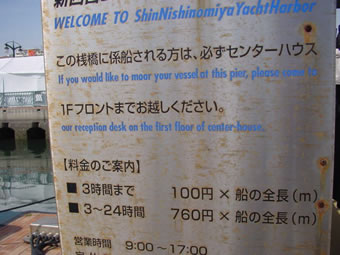 WELCOME TO ShinNishinomiyaYachtHarbor
この桟橋に係船される方は、必ずセンターハウス
If you would like to moor your vessel at this pier, please come to
1Fフロントまでお越しください。
our reception desk on the first floor of center-house.
【料金のご案内】
■ 3時間まで 100円 × 船の全長(m)
■ 3～24時間 760円 × 船の全長(m)
営業時間 9:00〜17:00